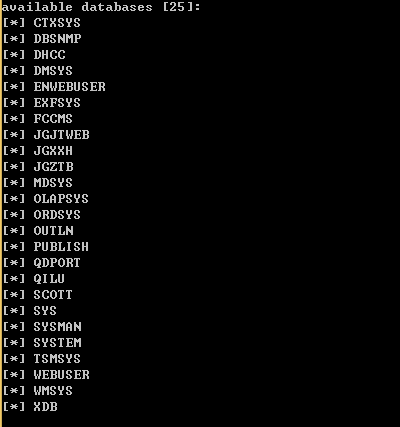 available databases [25]:
[*] CTXSYS
[*] DBSNMP
[*] DHCC
[*] DMSYS
[*] ENWEBUSER
[*] EXFSYS
[*] FCCMS
[*] JGJTWEB
[*] JGXXH
[*] JGZTB
[*] MDSYS
[*] OLAPSYS
[*] ORDSYS
[*] OUTLN
[*] PUBLISH
[*] QDPORT
[*] QILU
[*] SCOTT
[*] SYS
[*] SYSMAN
[*] SYSTEM
[*] TSMSYS
[*] WEBUSER
[*] WMSYS
[*] XDB